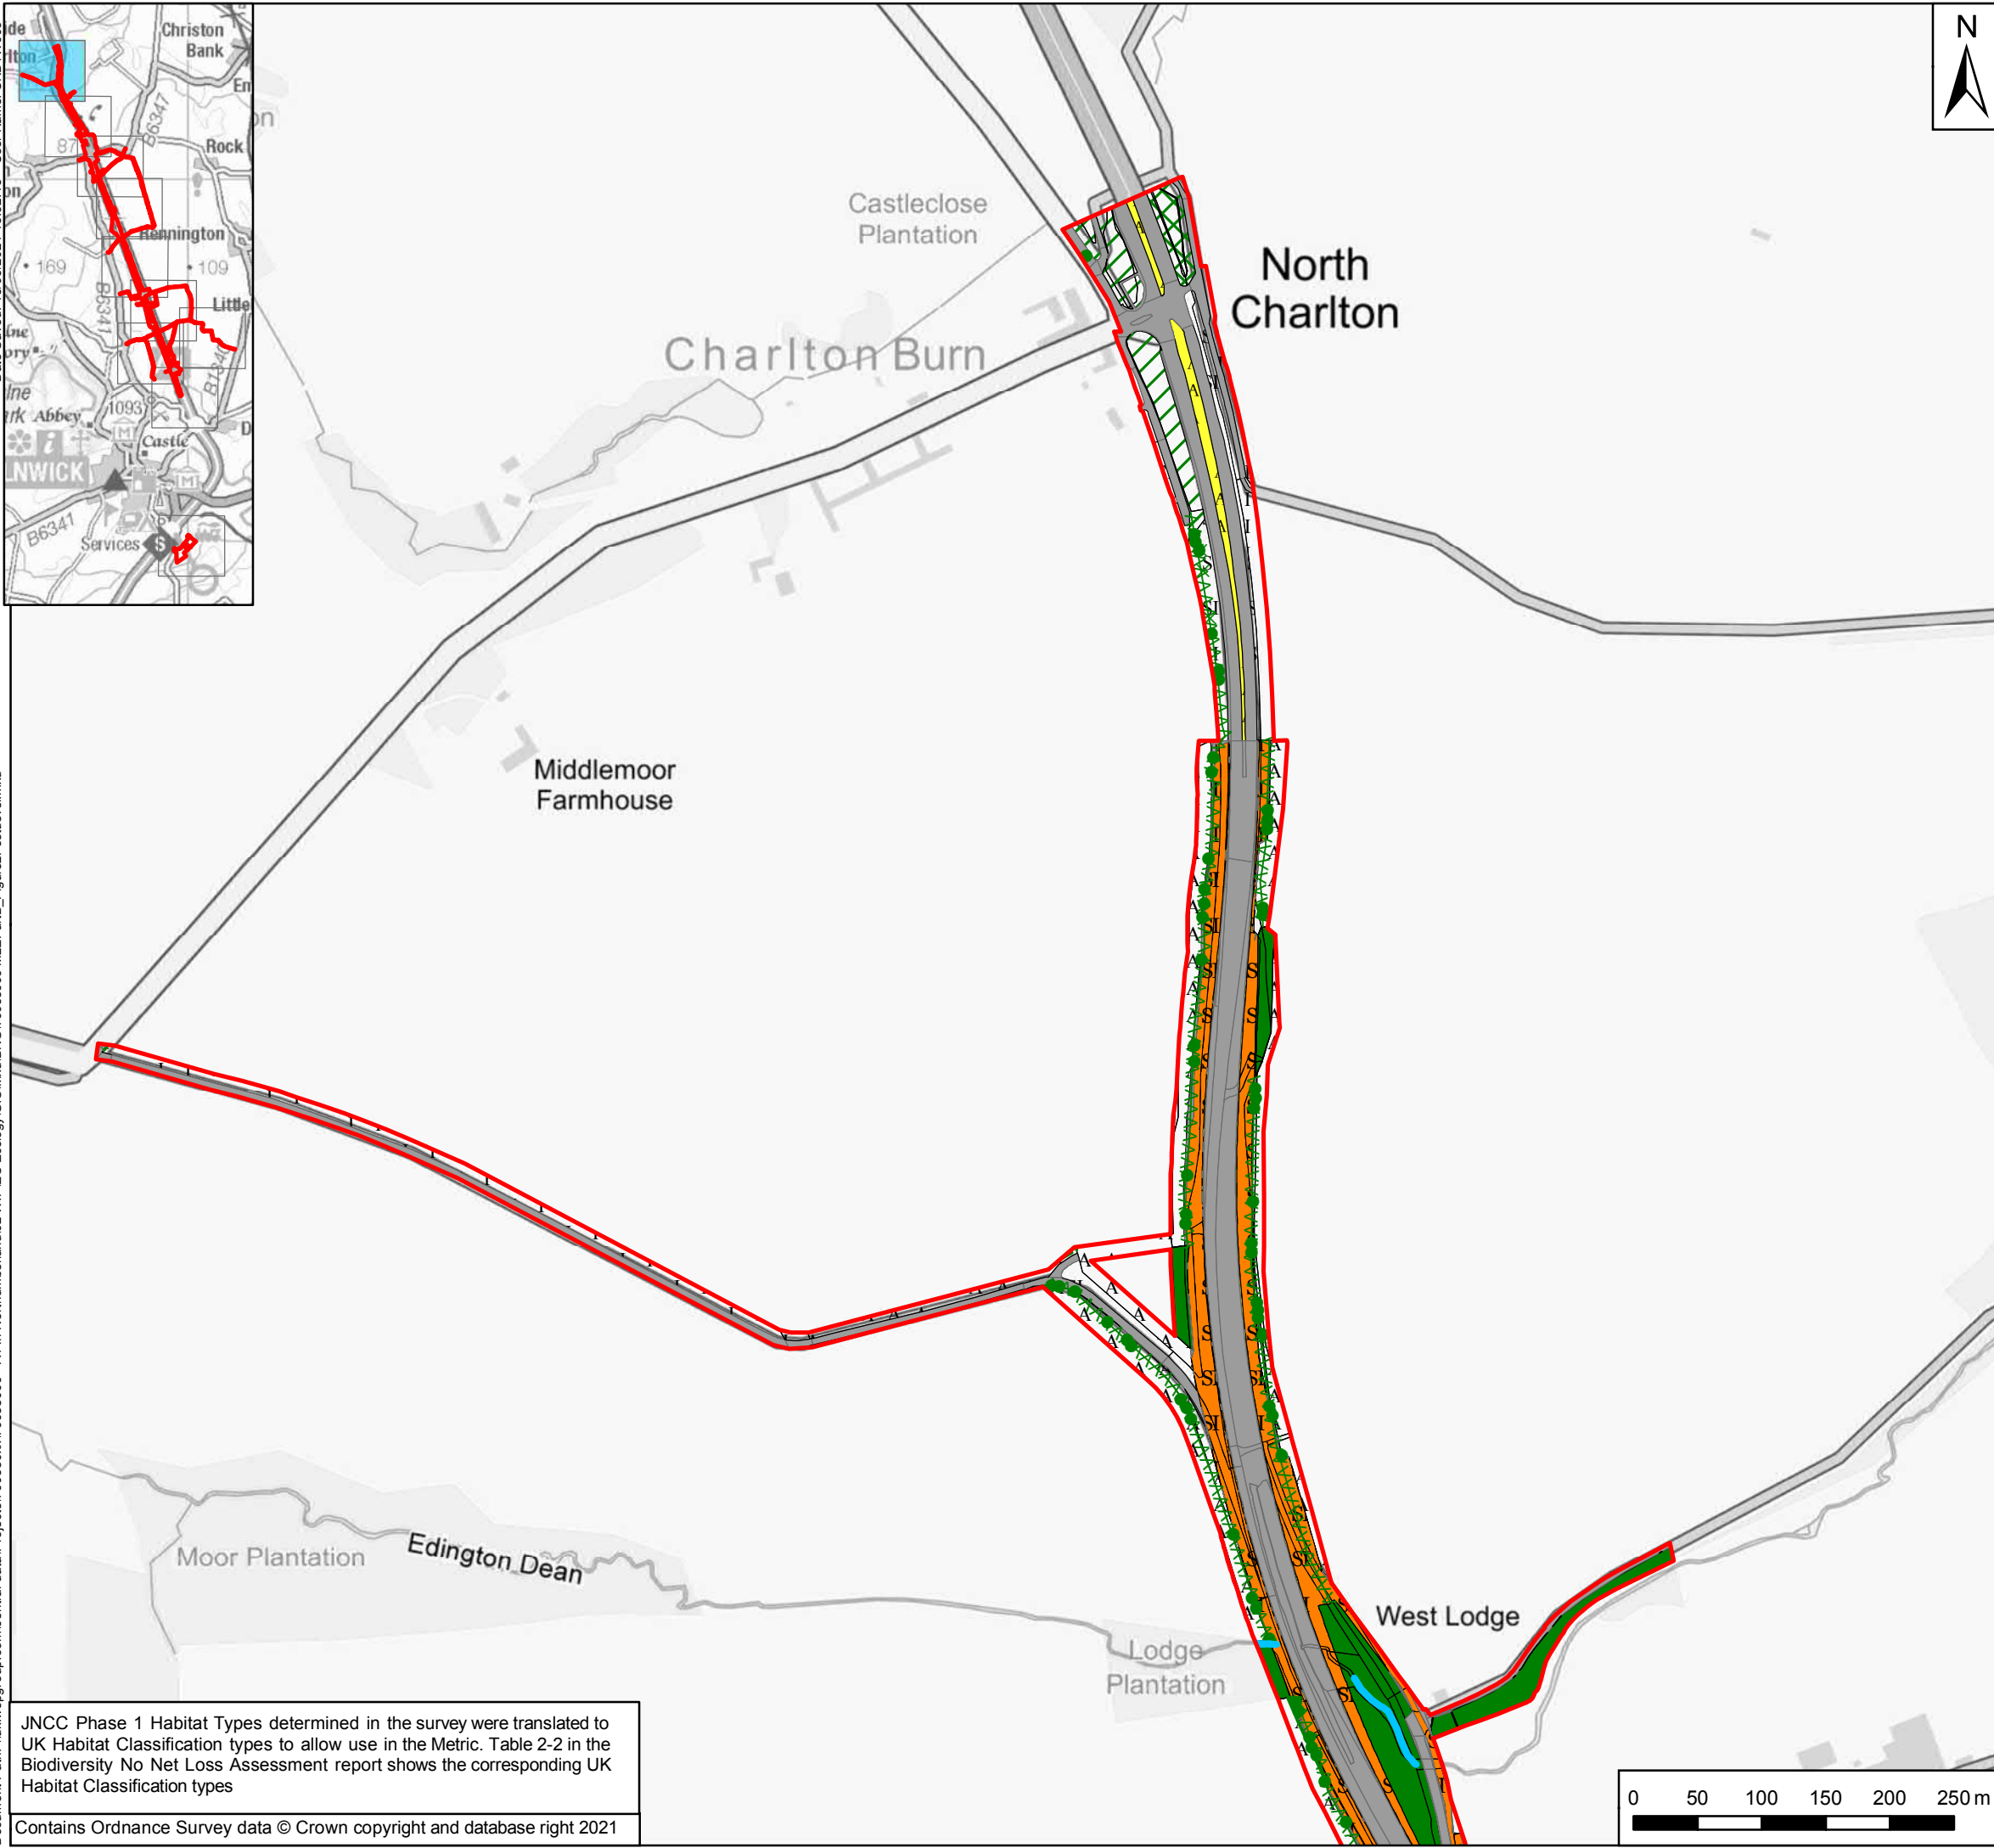 Christon
Bank
B6347
87
Rock
Rennington
169
109
B6341
Little
B1340
Abbey
1093
Castle
LNWICK
B6341
Services
S
N
Castleclose
Plantation
North
Charlton
Charlton Burn
Middlemoor
Farmhouse
Moor Plantation
Edington Dean
West Lodge
Lodge
Plantation
JNCC Phase 1 Habitat Types determined in the survey were translated to
UK Habitat Classification types to allow use in the Metric. Table 2-2 in the
Biodiversity No Net Loss Assessment report shows the corresponding UK
Habitat Classification types
Contains Ordnance Survey data © Crown copyright and database right 2021
0 50 100 150 200 250 m